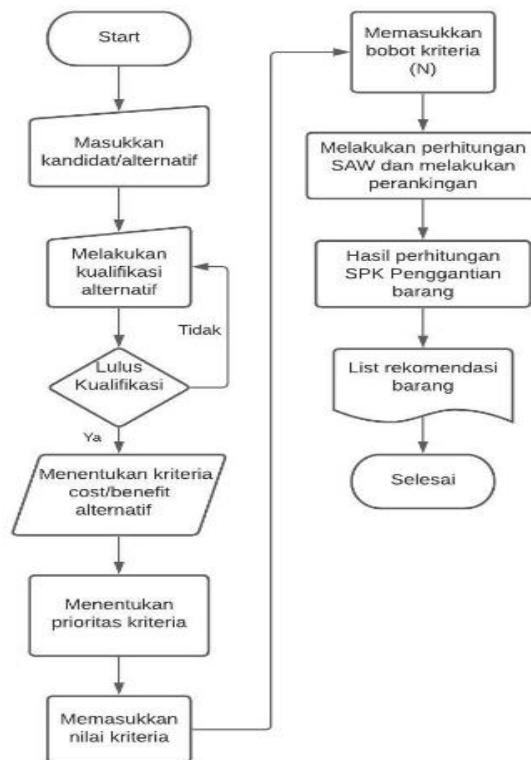 Start
Masukkan
kandidat/alternatif
Melakukan
kualifikasi
alternatif
Tidak
Lulus
Kualifikasi
Ya
Menentukan kriteria
cost/benefit
alternatif
Menentukan
prioritas kriteria
Memasukkan
nilai kriteria
Memasukkan
bobot kriteria
(N)
Melakukan perhitungan
SAW dan melakukan
perankingan
Hasil perhitungan
SPK Penggantian
barang
List rekomendasi
barang
Selesai